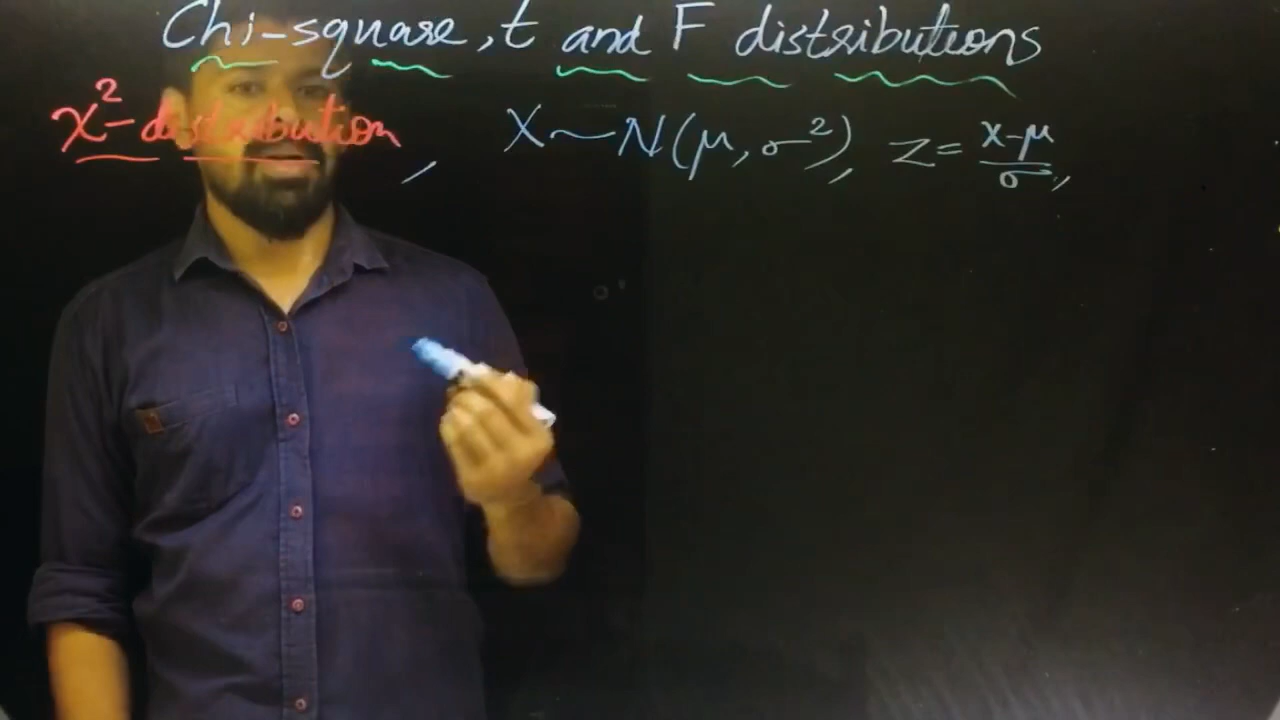 Chi-square, t and F distributions
χ²-distribution, X~N(μ, σ²), Z = (X-μ)/σ,